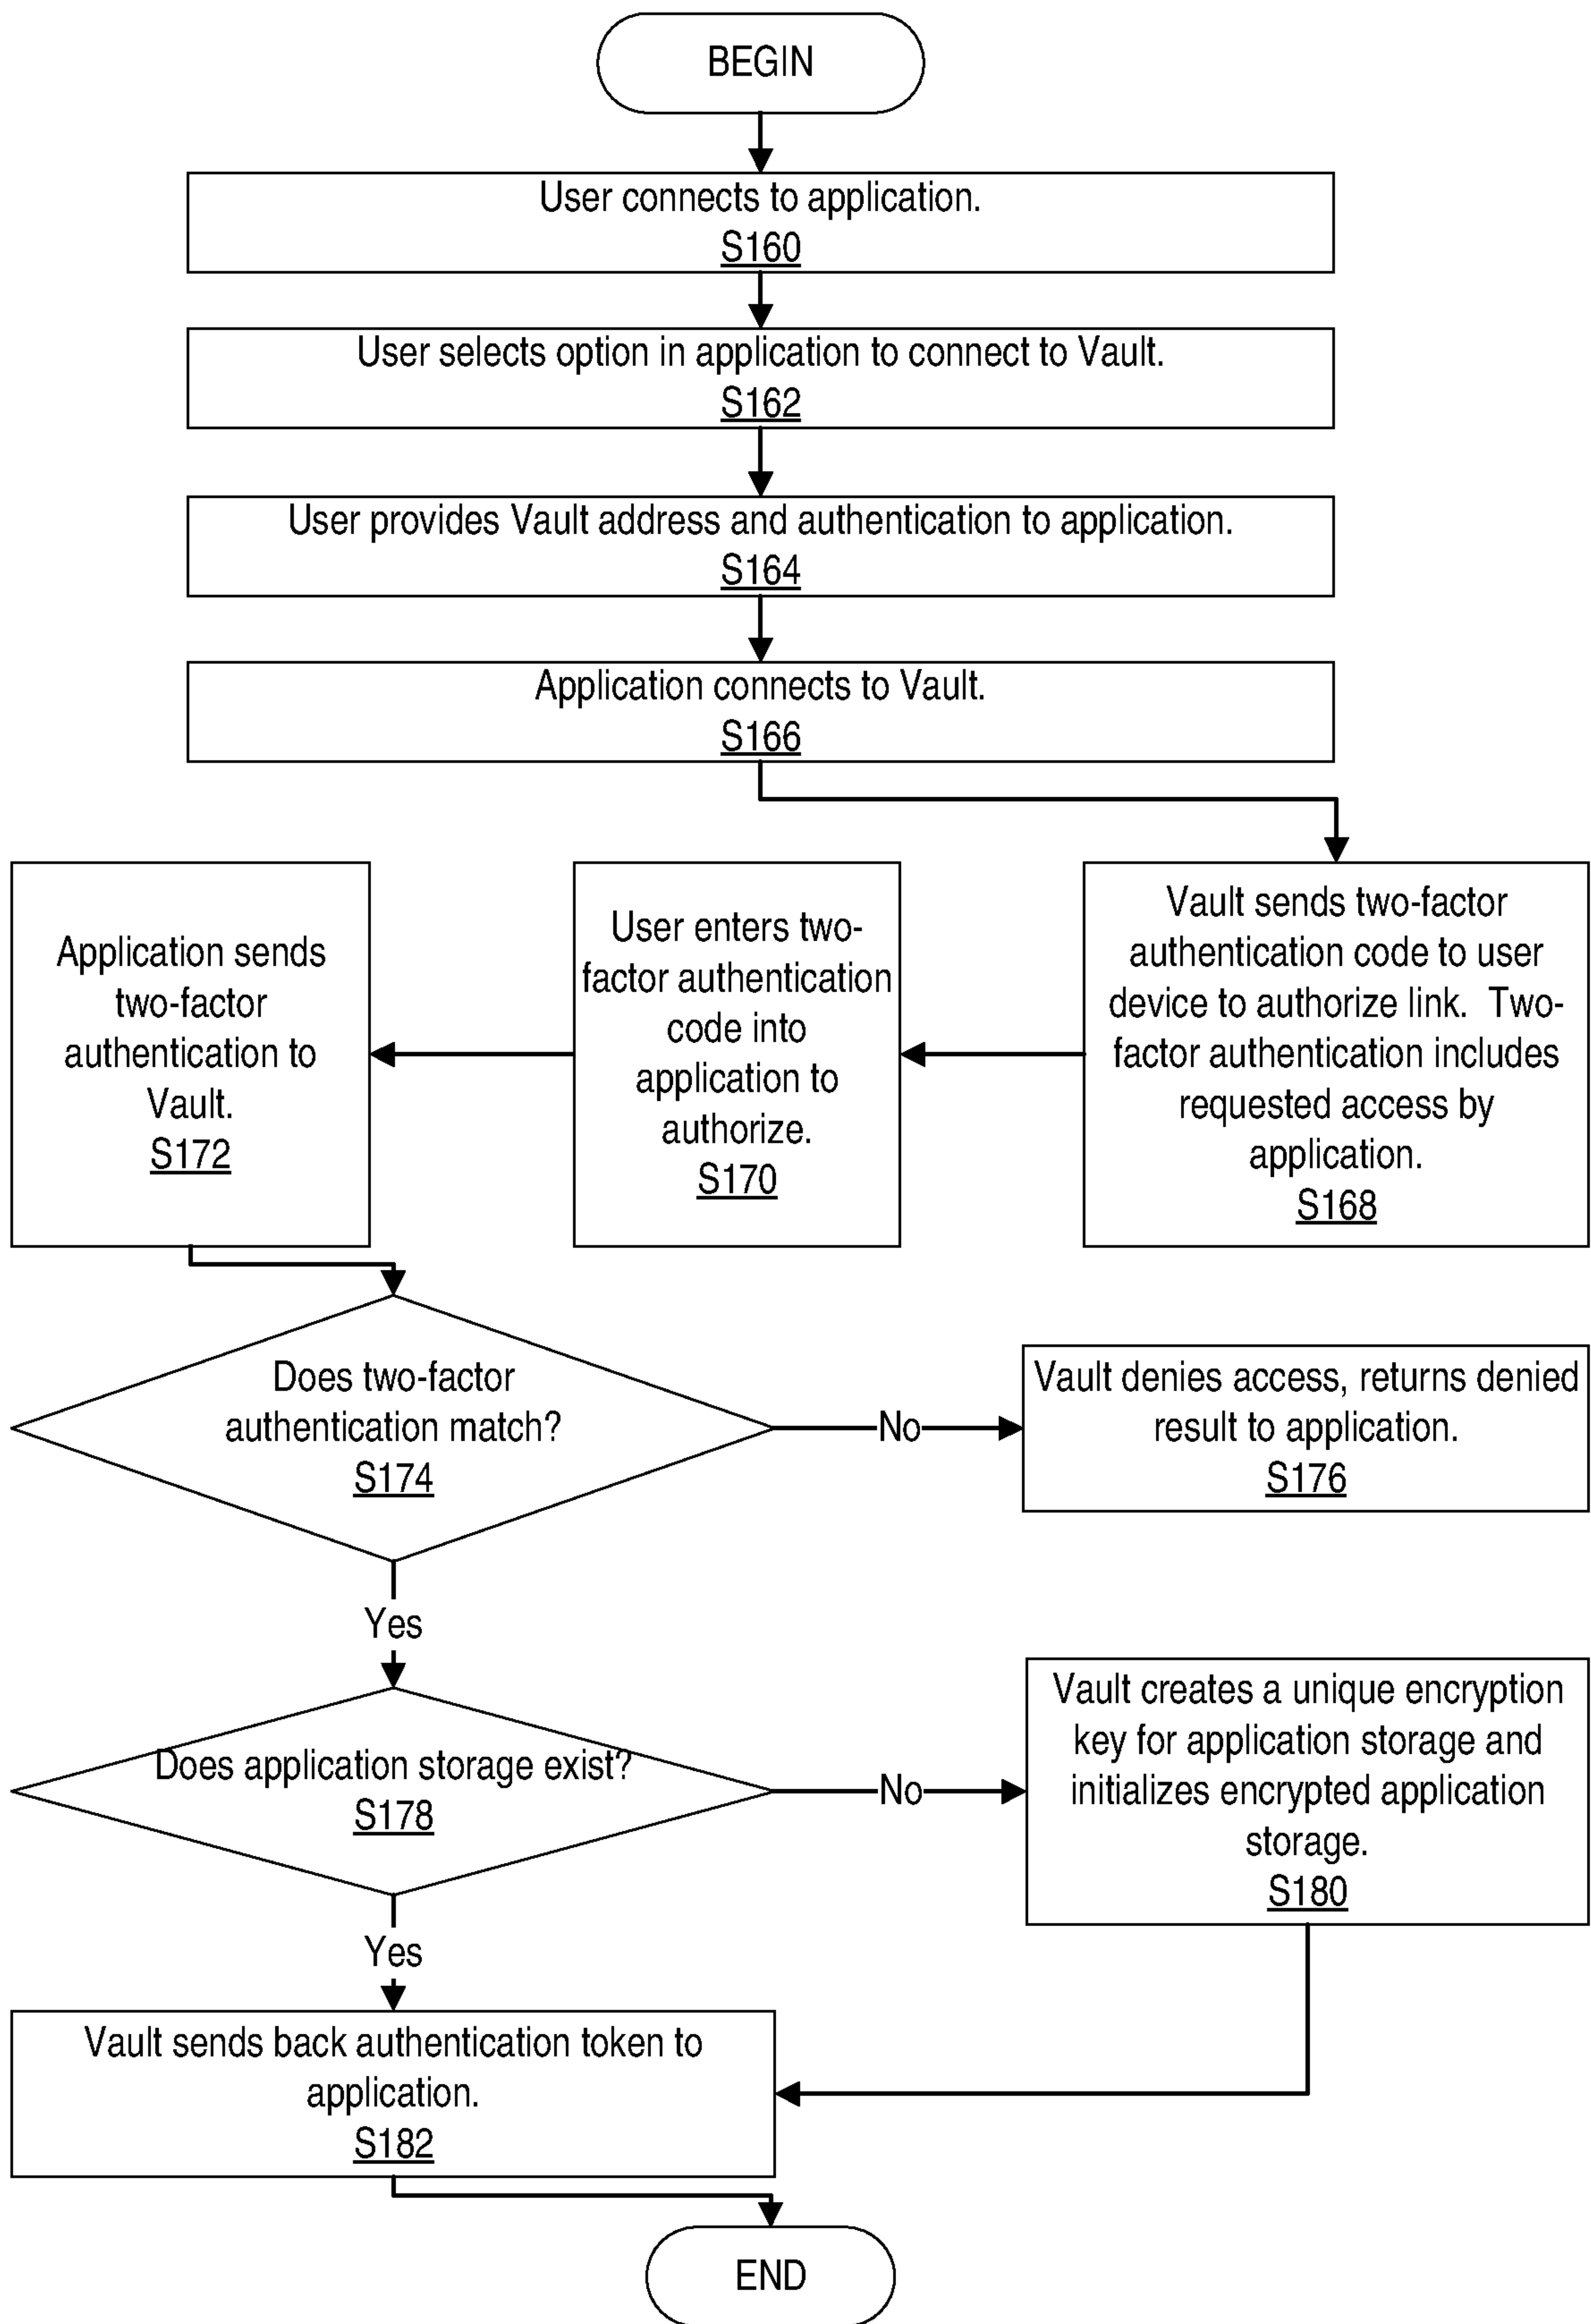 BEGIN
User connects to application.
S160
User selects option in application to connect to Vault.
S162
User provides Vault address and authentication to application.
S164
Application connects to Vault.
S166
Vault sends two-factor
authentication code to user
device to authorize link. Two-
factor authentication includes
requested access by
application.
S168
User enters two-
factor authentication
code into
application to
authorize.
S170
Application sends
two-factor
authentication to
Vault.
S172
Does two-factor
authentication match?
S174
No
Vault denies access, returns denied
result to application.
S176
Yes
Does application storage exist?
S178
No
Vault creates a unique encryption
key for application storage and
initializes encrypted application
storage.
S180
Yes
Vault sends back authentication token to
application.
S182
END